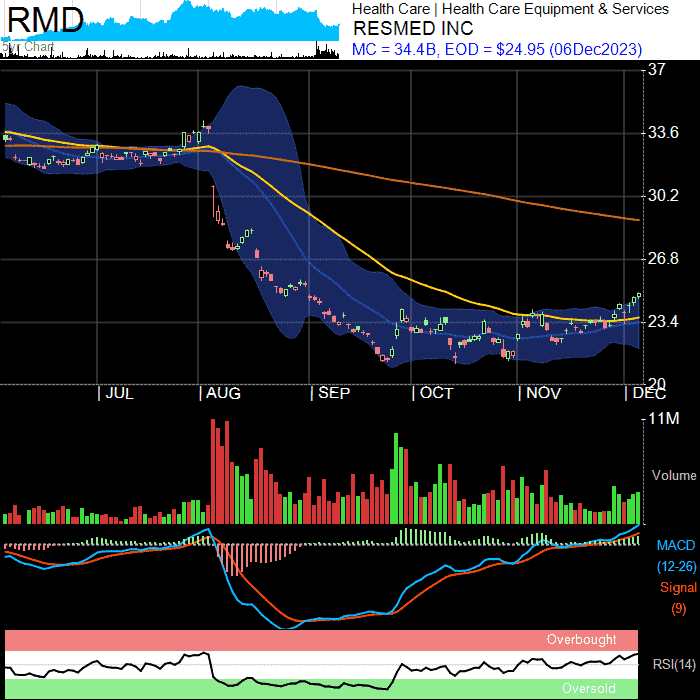 RMD
5yr Chart
Health Care | Health Care Equipment & Services
RESMED INC
MC = 34.4B, EOD = $24.95 (06Dec2023)
37
33.6
30.2
26.8
23.4
20
JUL
AUG
SEP
OCT
NOV
DEC
11M
Volume
MACD
(12-26)
Signal
(9)
Overbought
RSI(14)
Oversold